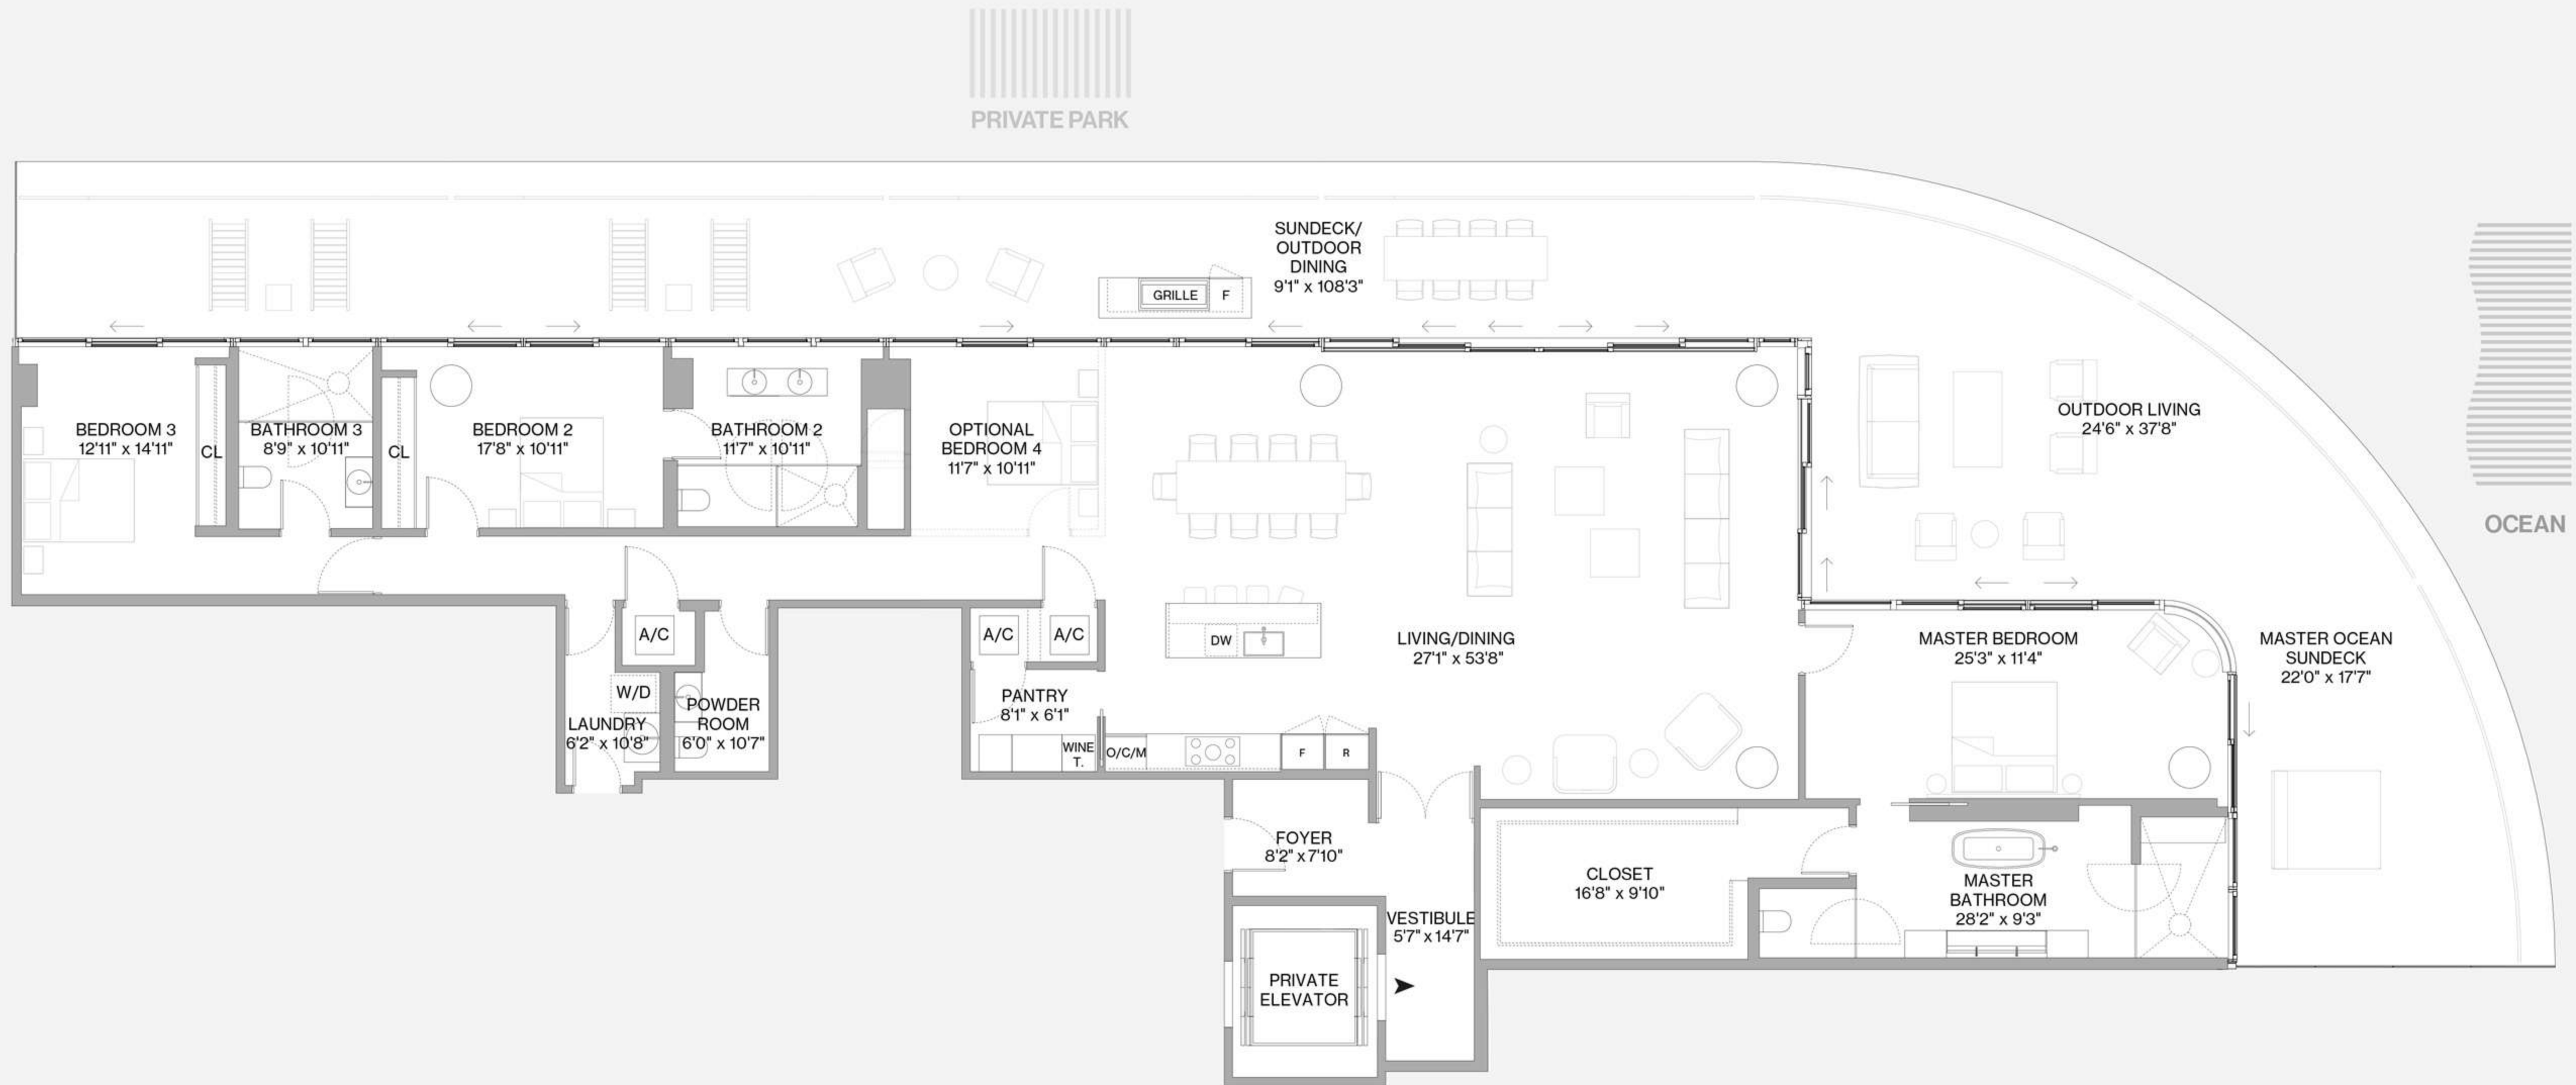 PRIVATE PARK
SUNDECK/
OUTDOOR
DINING
9'1" x 108'3"
GRILLE
F
OCEAN
BEDROOM 3
12'11" x 14'11"
CL
BATHROOM 3
8'9" x 10'11"
CL
BEDROOM 2
17'8" x 10'11"
BATHROOM 2
11'7" x 10'11"
OPTIONAL
BEDROOM 4
11'7" x 10'11"
OUTDOOR LIVING
24'6" x 37'8"
A/C
W/D
LAUNDRY
6'2" x 10'8"
POWDER
ROOM
6'0" x 10'7"
A/C
A/C
PANTRY
8'1" x 6'1"
WINE
T.
O/C/M
DW
F
R
LIVING/DINING
27'1" x 53'8"
MASTER BEDROOM
25'3" x 11'4"
MASTER OCEAN
SUNDECK
22'0" x 17'7"
FOYER
8'2" x 7'10"
VESTIBULE
5'7" x 14'7"
PRIVATE
ELEVATOR
CLOSET
16'8" x 9'10"
MASTER
BATHROOM
28'2" x 9'3"